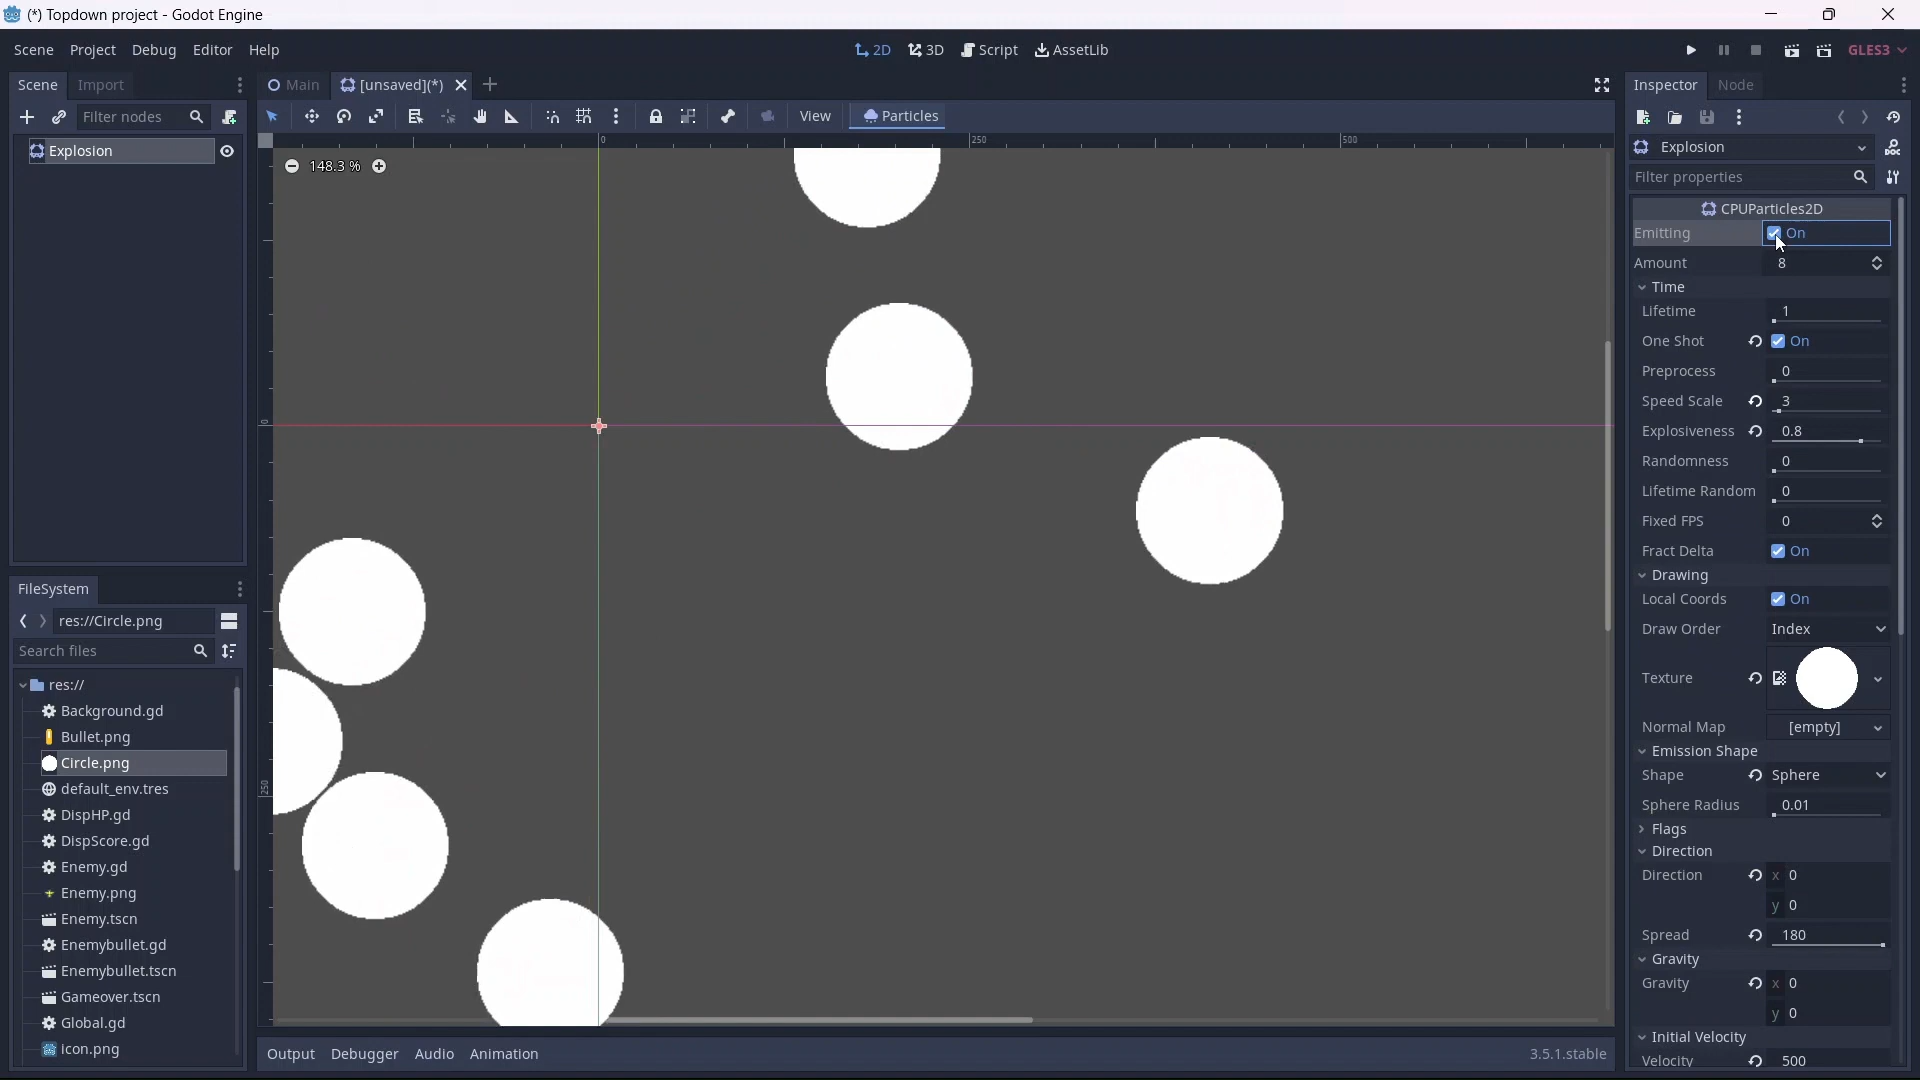 (*) Topdown project - Godot Engine
Scene Project Debug Editor Help
2D 3D Script AssetLib
GLES3
Scene Import
Filter nodes
Explosion
FileSystem
res://Circle.png
Search files
res://
Background.gd
Bullet.png
Circle.png
default_env.tres
DispHP.gd
DispScore.gd
Enemy.gd
Enemy.png
Enemy.tscn
Enemybullet.gd
Enemybullet.tscn
Gameover.tscn
Global.gd
icon.png
Main [unsaved](*)
View Particles
0 250 500
148.3 %
0
250
Output Debugger Audio Animation 3.5.1.stable
Inspector Node
Explosion
Filter properties
CPUParticles2D
Emitting On
Amount 8
Time
Lifetime 1
One Shot On
Preprocess 0
Speed Scale 3
Explosiveness 0.8
Randomness 0
Lifetime Random 0
Fixed FPS 0
Fract Delta On
Drawing
Local Coords On
Draw Order Index
Texture
Normal Map [empty]
Emission Shape
Shape Sphere
Sphere Radius 0.01
Flags
Direction
Direction x 0
y 0
Spread 180
Gravity
Gravity x 0
y 0
Initial Velocity
Velocity 500